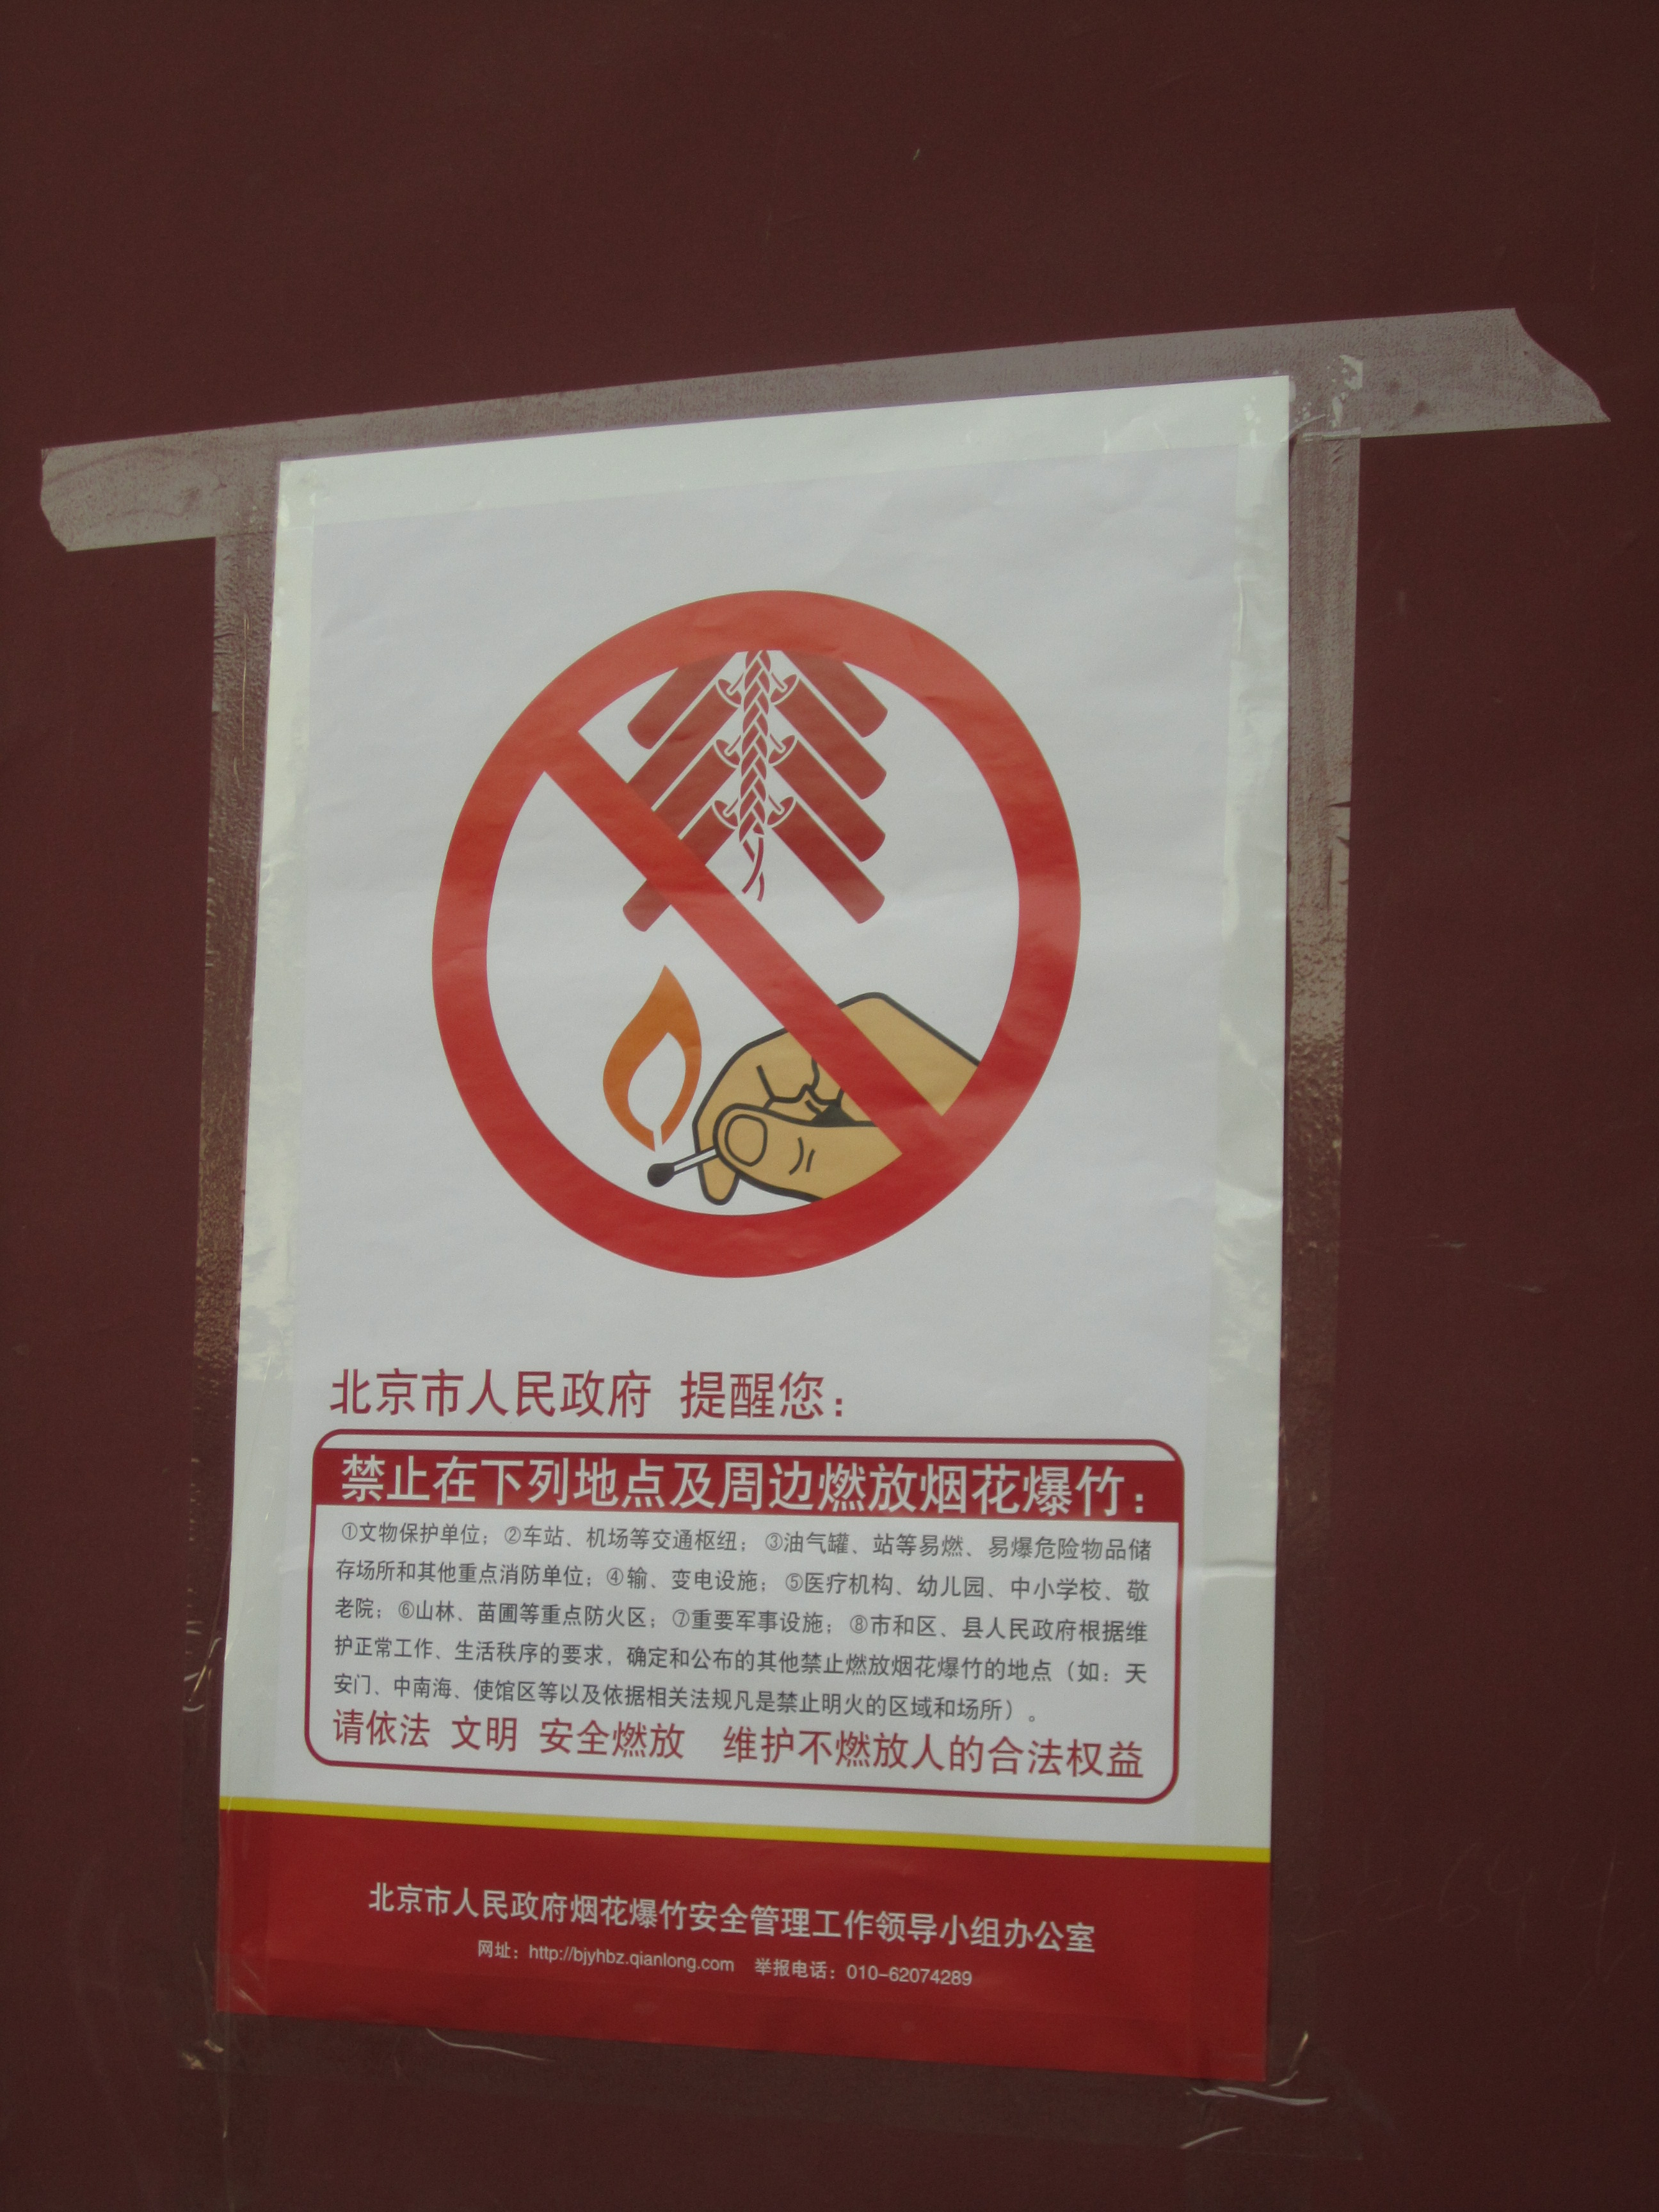 北京市人民政府 提醒您：
禁止在下列地点及周边燃放烟花爆竹：
①文物保护单位；②车站、机场等交通枢纽；③油气罐、站等易燃、易爆危险物品储
存场所和其他重点消防单位；④输、变电设施；⑤医疗机构、幼儿园、中小学校、敬
老院；⑥山林、苗圃等重点防火区；⑦重要军事设施；⑧市和区、县人民政府根据维
护正常工作、生活秩序的要求，确定和公布的其他禁止燃放烟花爆竹的地点（如：天
安门、中南海、使馆区等以及依据相关法规凡是禁止明火的区域和场所）。
请依法 文明 安全燃放 维护不燃放人的合法权益
北京市人民政府烟花爆竹安全管理工作领导小组办公室
网址：http://bjyhbz.qianlong.com 举报电话：010-62074289